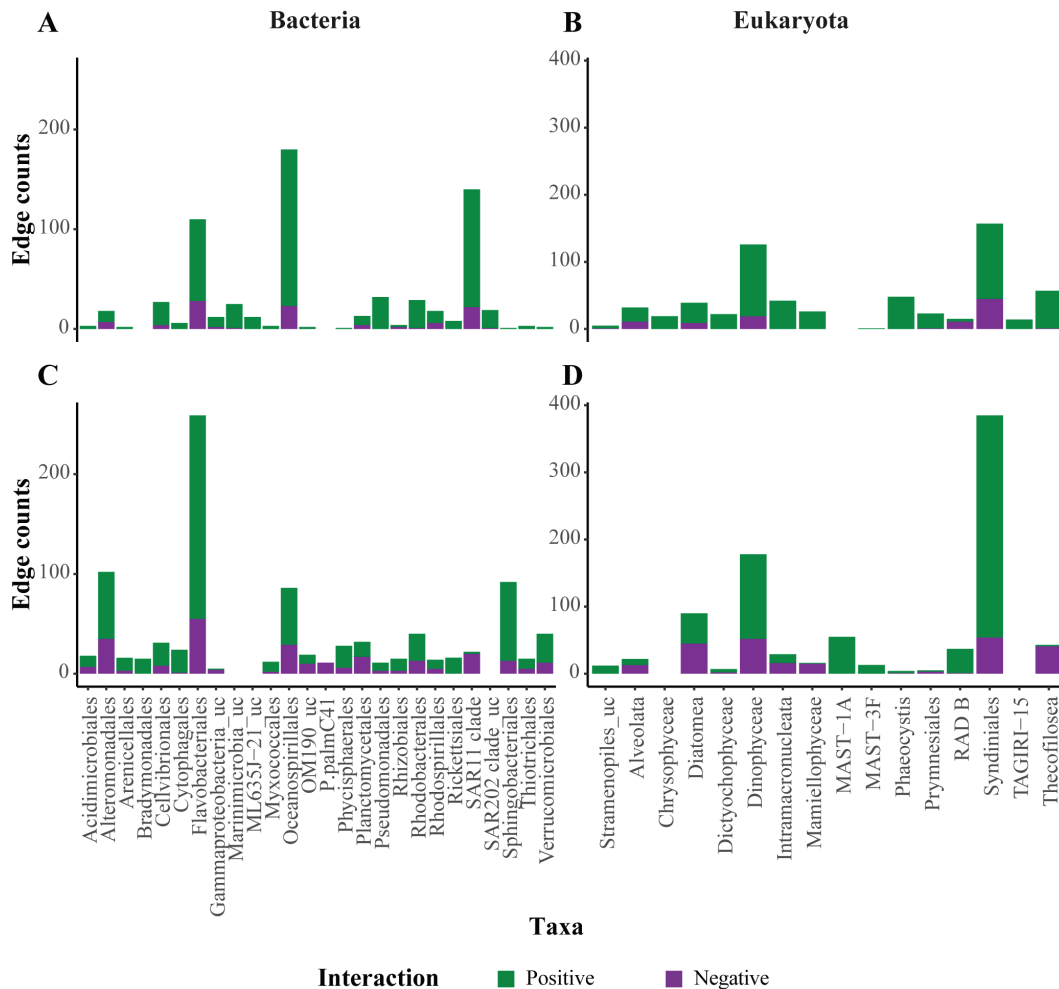 A
Bacteria
B
Eukaryota
Edge counts
200
100
0
400
300
200
100
0
C
D
Edge counts
200
100
0
400
300
200
100
0
Acidimicrobiales
Alteromonadales
Arenicellales
Bradymonadales
Cellvibrionales
Cytophagales
Flavobacteriales
Gammaproteobacteria_uc
Marinimicrobia_uc
ML635J−21_uc
Myxococcales
Oceanospirillales
OM190_uc
P.palmC41
Phycisphaerales
Planctomycetales
Pseudomonadales
Rhizobiales
Rhodobacterales
Rhodospirillales
Rickettsiales
SAR11 clade
SAR202 clade_uc
Sphingobacteriales
Thiotrichales
Verrucomicrobiales
Stramenopiles_uc
Alveolata
Chrysophyceae
Diatomea
Dictyochophyceae
Dinophyceae
Intramacronucleata
Mamiellophyceae
MAST−1A
MAST−3F
Phaeocystis
Prymnesiales
RAD B
Syndiniales
TAGIRI−15
Thecofilosea
Taxa
Interaction
Positive
Negative